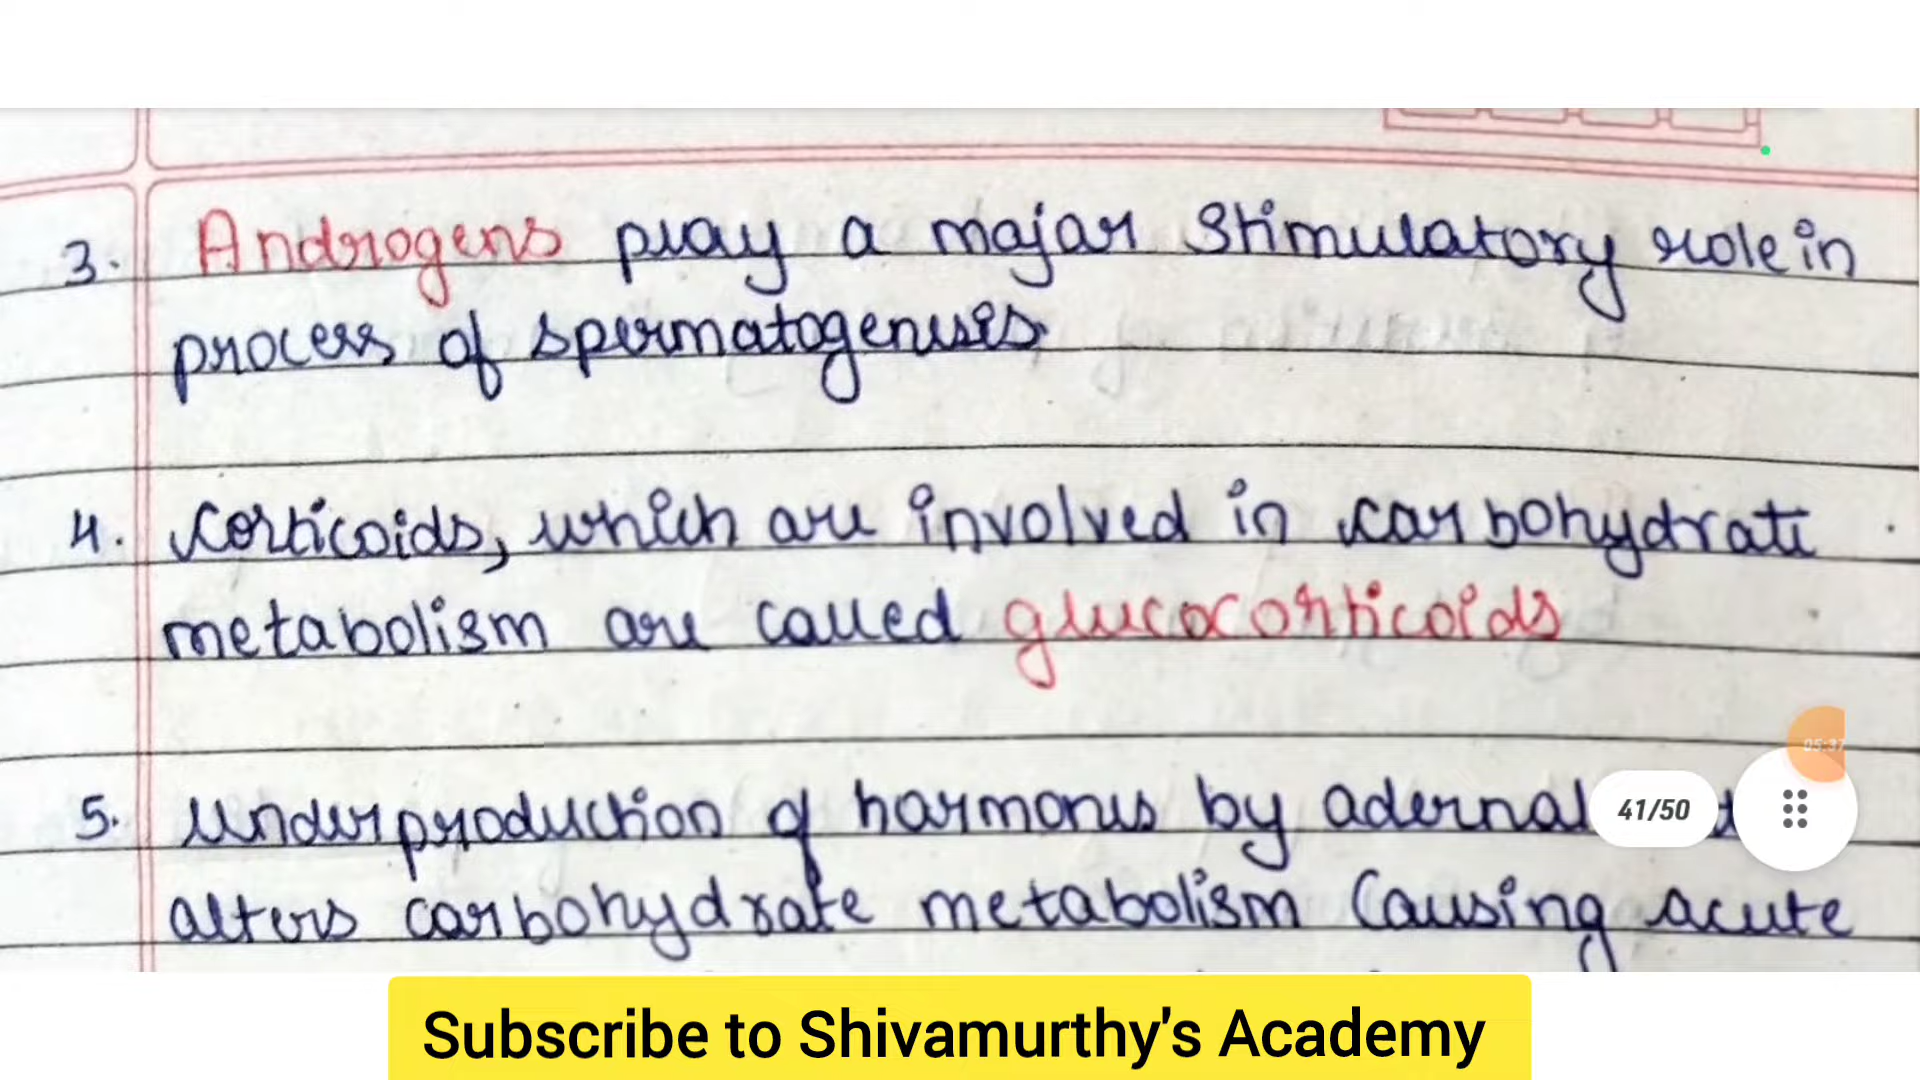 3. Androgens play a major stimulatory role in
process of spermatogenesis.
4. Corticoids, which are involved in carbohydrate
metabolism are called glucocorticoids
5. Underproduction of harmones by adernal
alters carbohydrate metabolism Causing acute
05:37
41/50
Subscribe to Shivamurthy's Academy